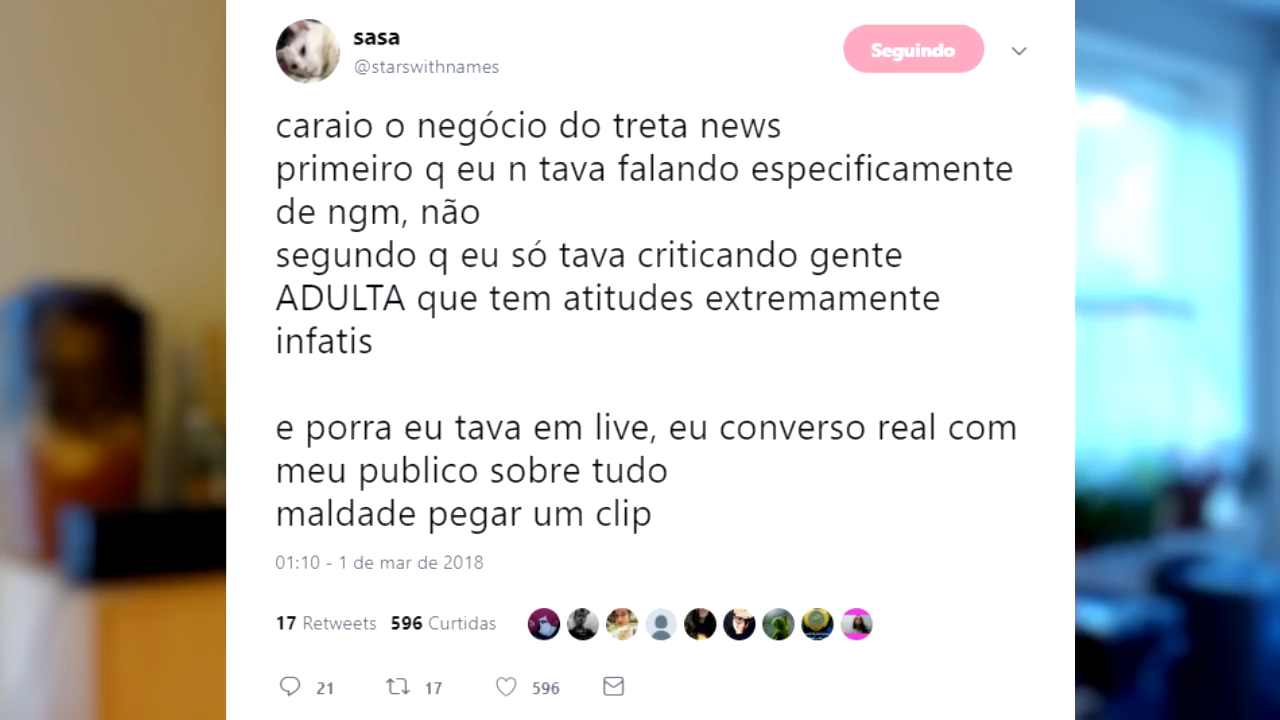 sasa
@starswithnames
Seguindo
caraio o negócio do treta news
primeiro q eu n tava falando especificamente
de ngm, não
segundo q eu só tava criticando gente
ADULTA que tem atitudes extremamente
infatis
e porra eu tava em live, eu converso real com
meu publico sobre tudo
maldade pegar um clip
01:10 - 1 de mar de 2018
17 Retweets 596 Curtidas
21 17 596